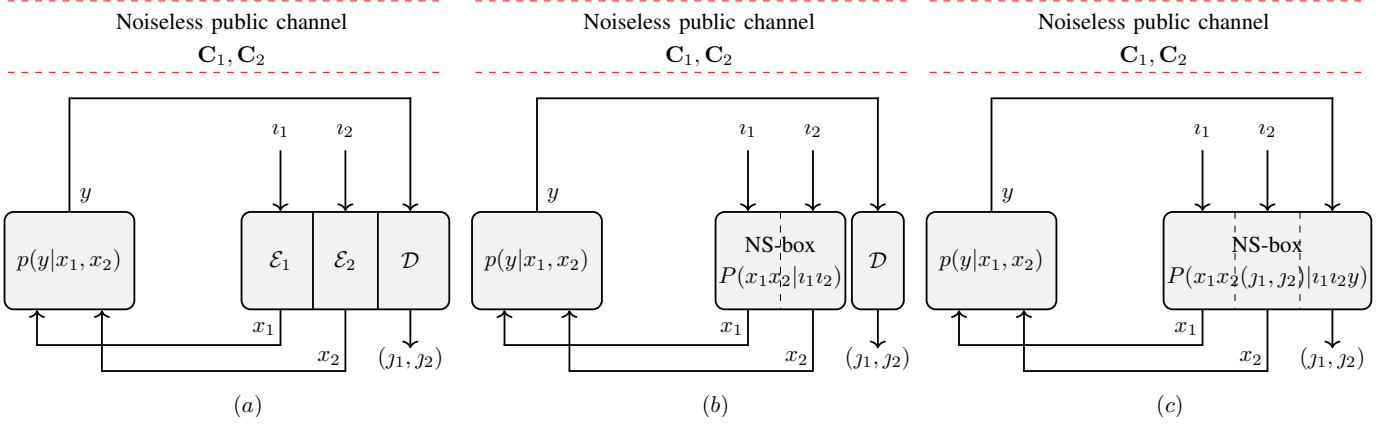 Noiseless public channel
C₁, C₂
ı₁ ı₂
y
p(y|x₁, x₂)
ℰ₁ ℰ₂ 𝒟
x₁
x₂
(ȷ₁, ȷ₂)
(a)
Noiseless public channel
C₁, C₂
ı₁ ı₂
y
p(y|x₁, x₂)
NS-box
P(x₁x₂|ı₁ı₂)
𝒟
x₁
x₂
(ȷ₁, ȷ₂)
(b)
Noiseless public channel
C₁, C₂
ı₁ ı₂
y
p(y|x₁, x₂)
NS-box
P(x₁x₂(ȷ₁, ȷ₂)|ı₁ı₂y)
x₁
x₂
(ȷ₁, ȷ₂)
(c)